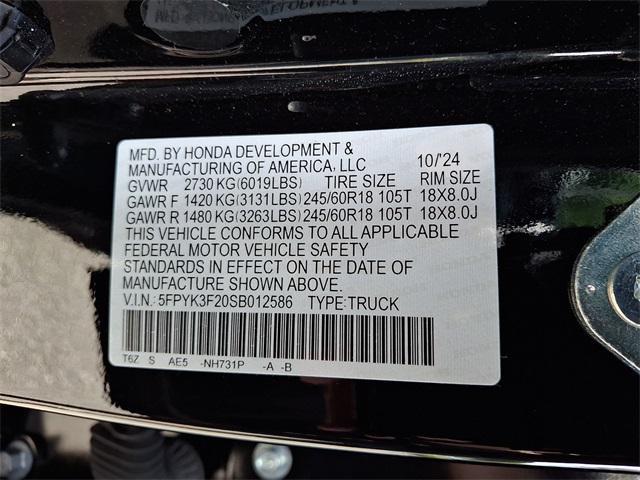 MFD. BY HONDA DEVELOPMENT &
MANUFACTURING OF AMERICA, LLC 10/'24
GVWR 2730 KG(6019LBS) TIRE SIZE RIM SIZE
GAWR F 1420 KG(3131LBS) 245/60R18 105T 18X8.0J
GAWR R 1480 KG(3263LBS) 245/60R18 105T 18X8.0J
THIS VEHICLE CONFORMS TO ALL APPLICABLE
FEDERAL MOTOR VEHICLE SAFETY
STANDARDS IN EFFECT ON THE DATE OF
MANUFACTURE SHOWN ABOVE.
V.I.N.: 5FPYK3F20SB012586 TYPE:TRUCK
T6Z S AE5 -NH731P -A -B